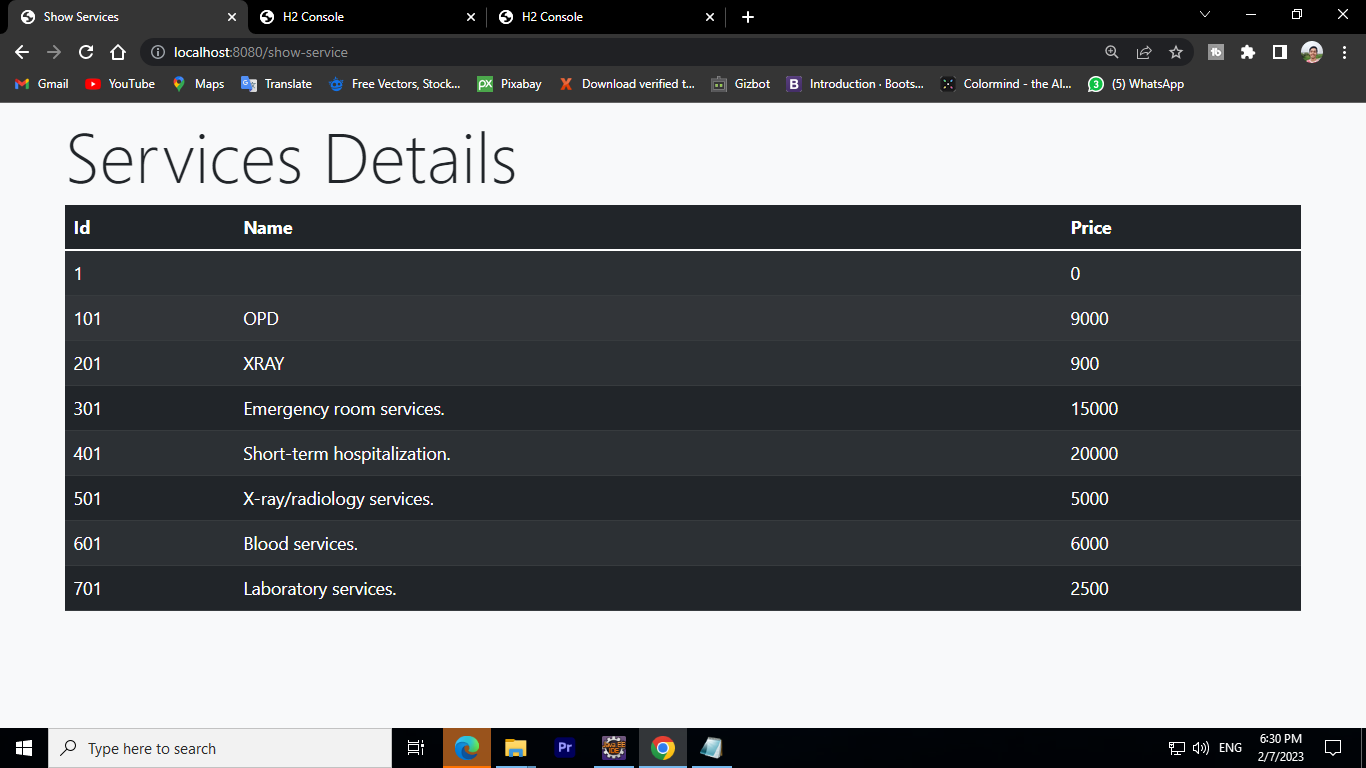 Show Services
H2 Console
H2 Console
localhost:8080/show-service
Gmail
YouTube
Maps
Translate
Free Vectors, Stock...
Pixabay
Download verified t...
Gizbot
Introduction · Boots...
Colormind - the AI...
(5) WhatsApp
Services Details
Id Name Price
1 0
101 OPD 9000
201 XRAY 900
301 Emergency room services. 15000
401 Short-term hospitalization. 20000
501 X-ray/radiology services. 5000
601 Blood services. 6000
701 Laboratory services. 2500
Type here to search
Pr
ENG
6:30 PM
2/7/2023